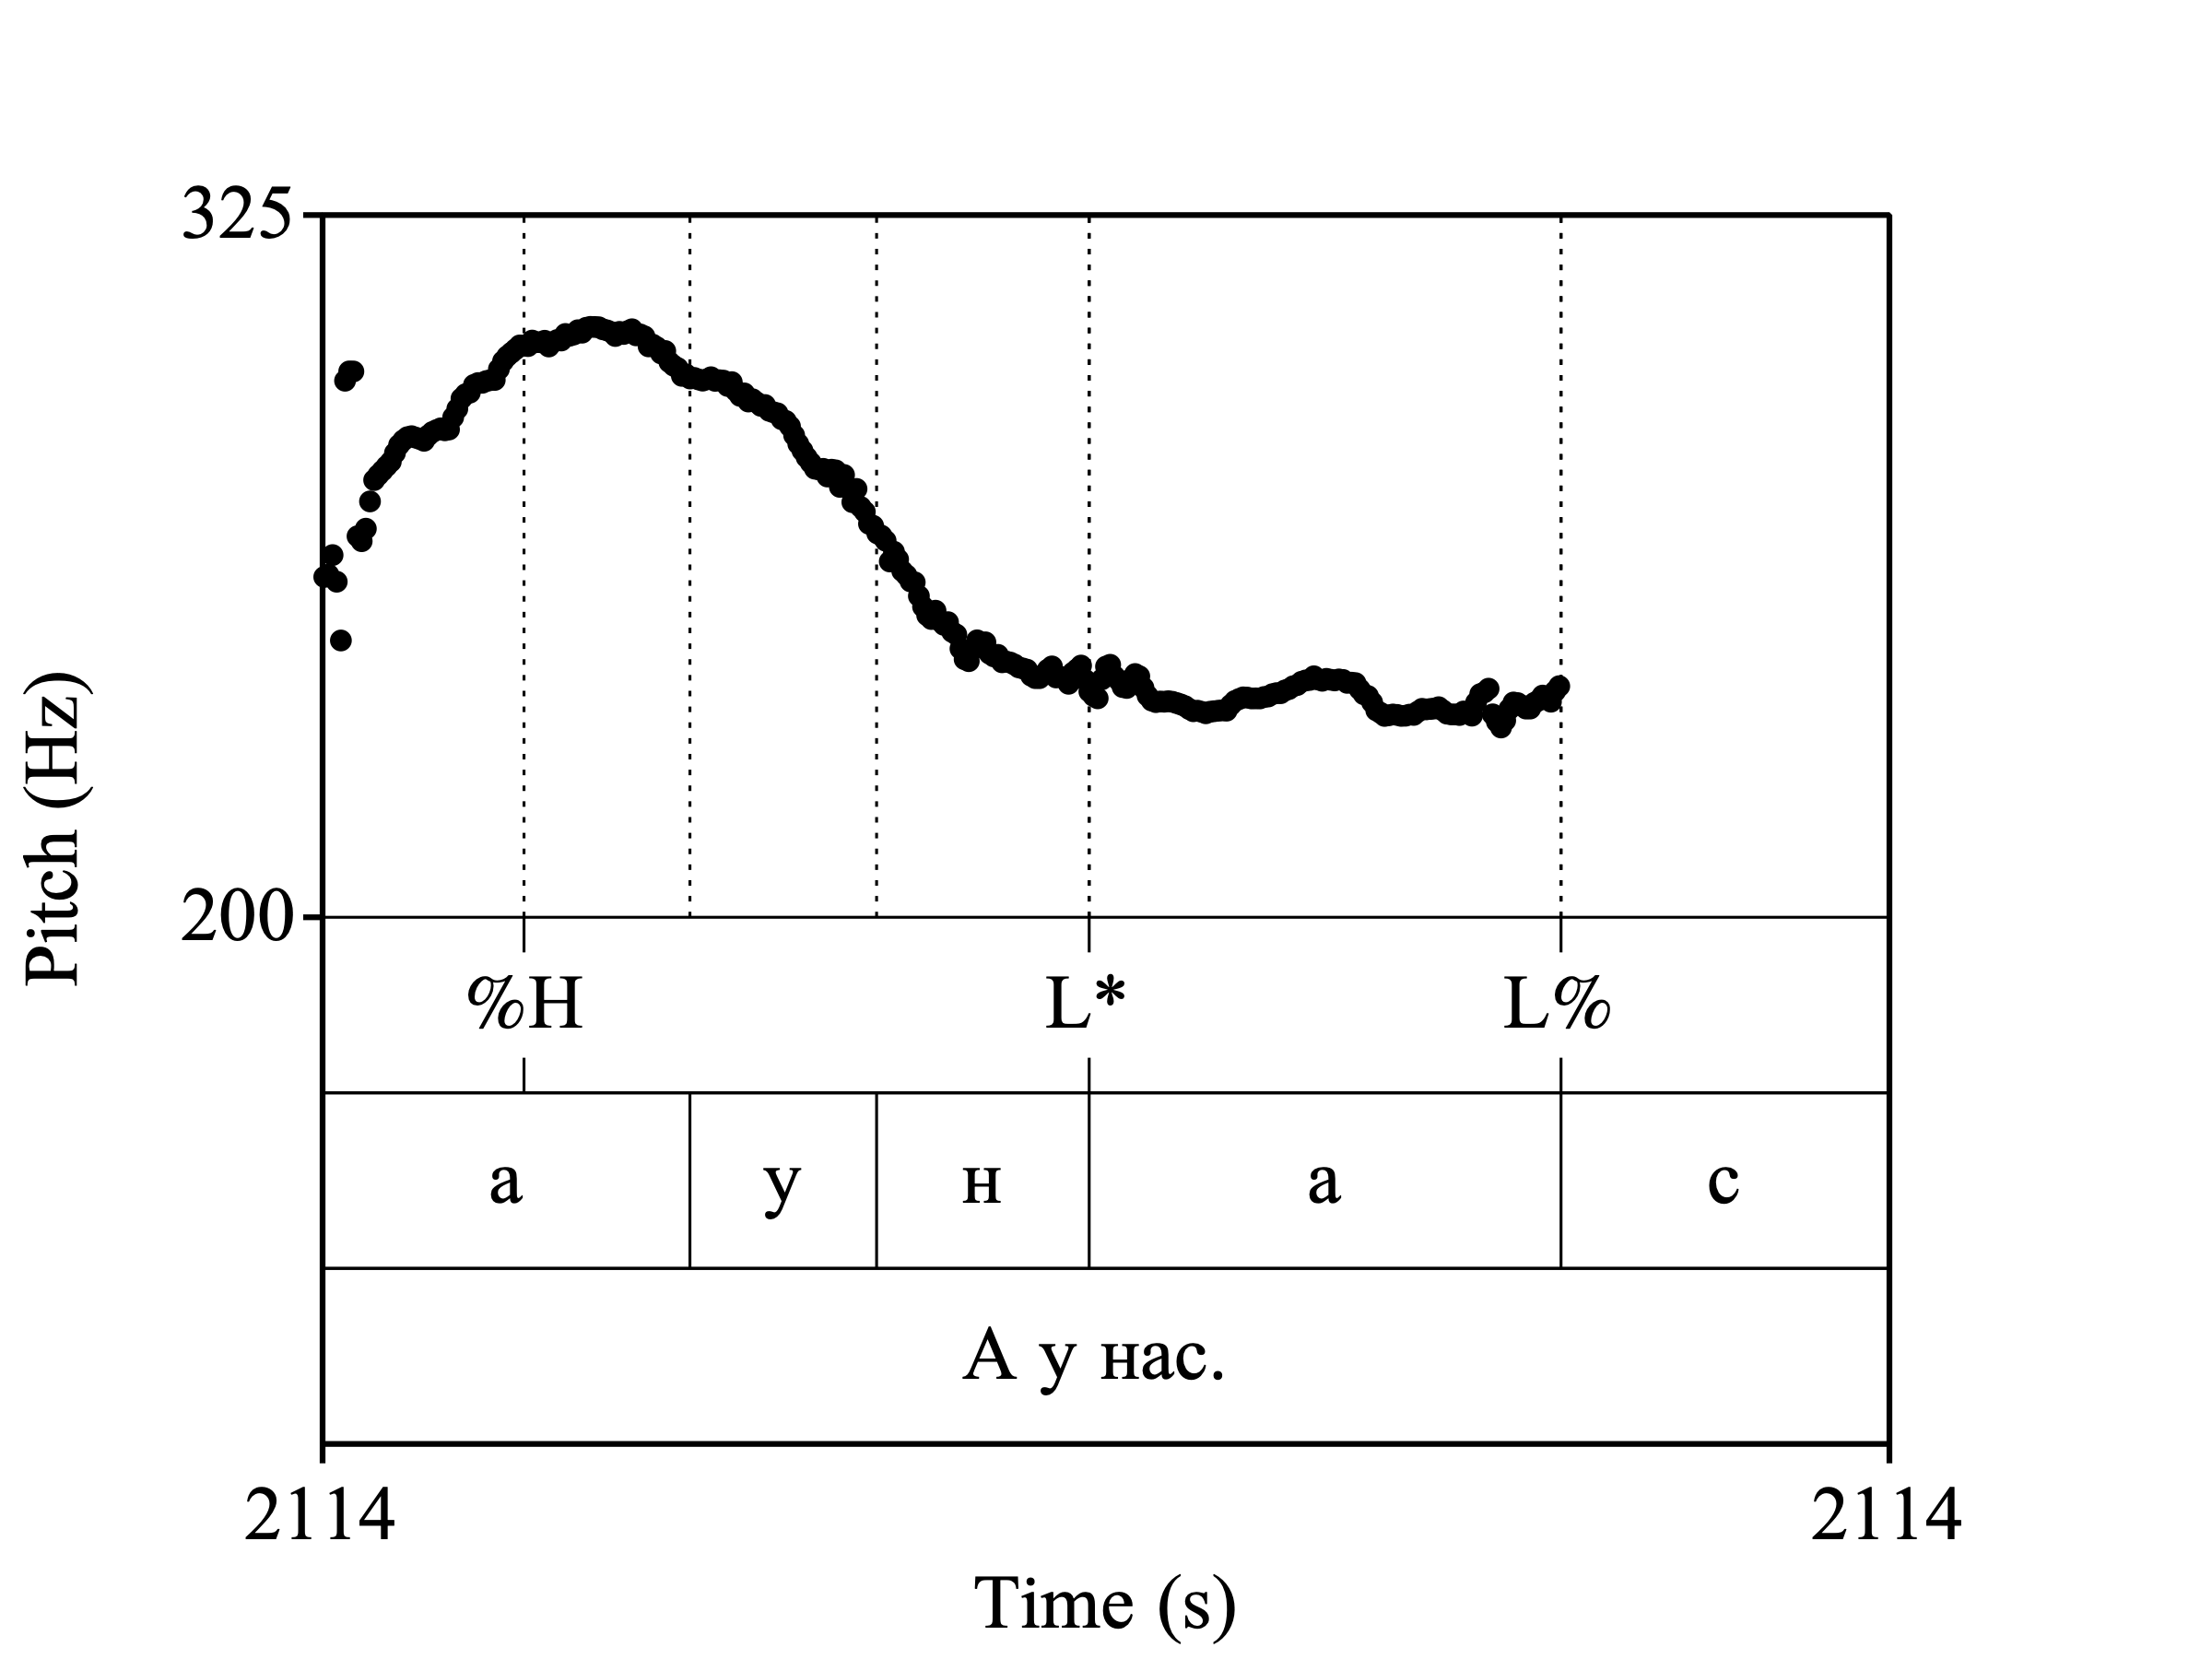 325
200
Pitch (Hz)
%H L* L%
а у н а с
А у нас.
2114 2114
Time (s)